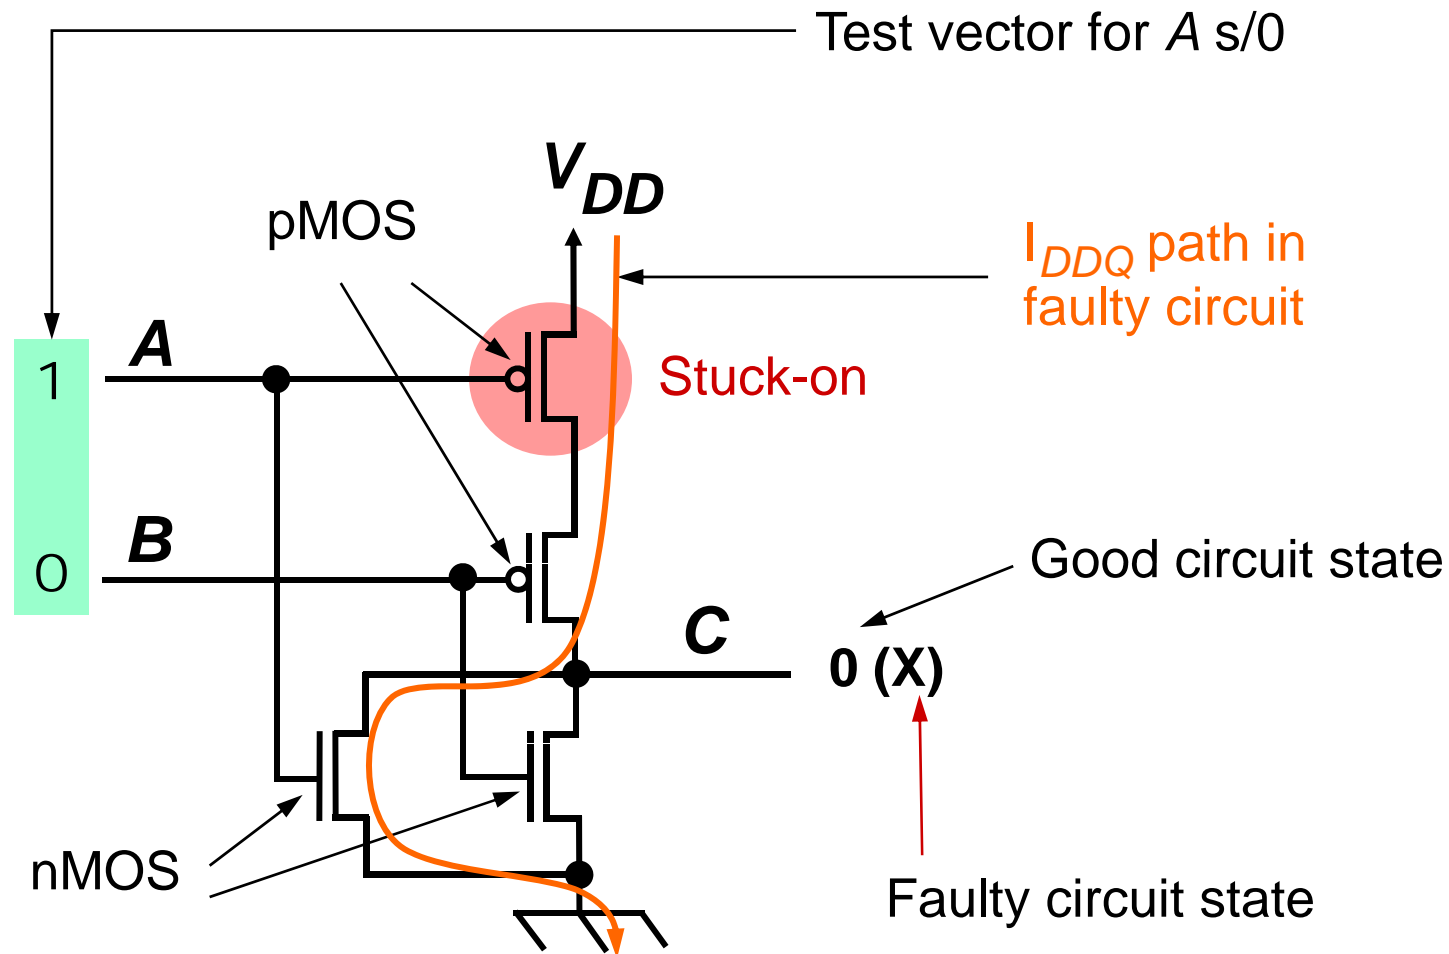 Test vector for A s/0
VDD
pMOS
IDDQ path in
faulty circuit
A
1
Stuck-on
B
0
Good circuit state
C
0 (X)
nMOS
Faulty circuit state